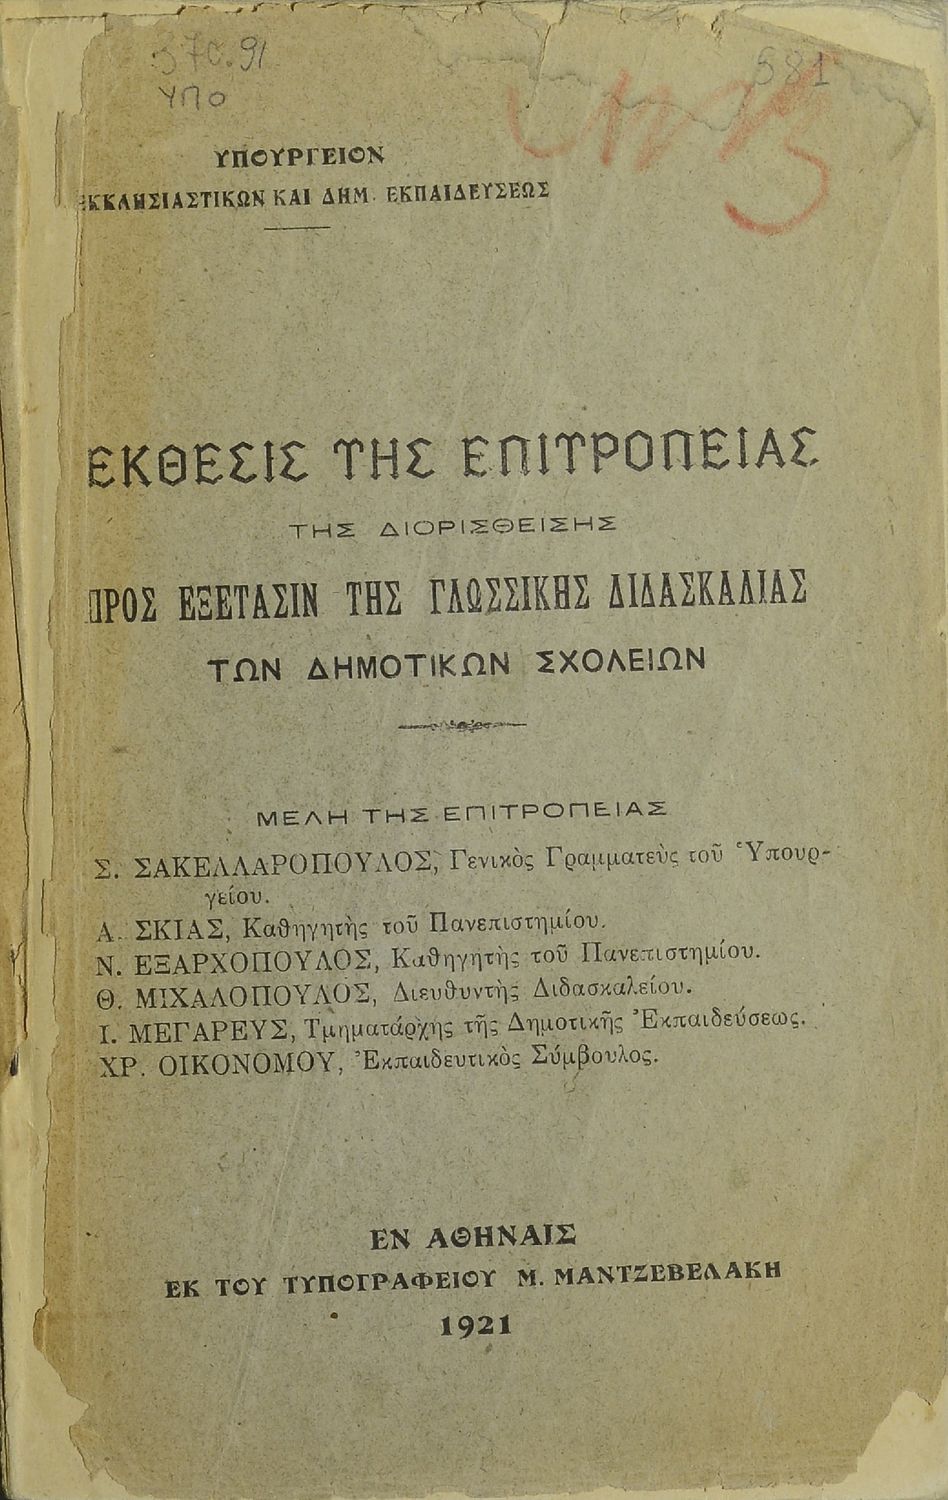 370.91
ΥΠΟ
581
ΥΠΟΥΡΓΕΙΟΝ
ΕΚΚΛΗΣΙΑΣΤΙΚΩΝ ΚΑΙ ΔΗΜ. ΕΚΠΑΙΔΕΥΣΕΩΣ
ΕΚΘΕΣΙΣ ΤΗΣ ΕΠΙΤΡΟΠΕΙΑΣ
ΤΗΣ ΔΙΟΡΙΣΘΕΙΣΗΣ
ΠΡΟΣ ΕΞΕΤΑΣΙΝ ΤΗΣ ΓΛΩΣΣΙΚΗΣ ΔΙΔΑΣΚΑΛΙΑΣ
ΤΩΝ ΔΗΜΟΤΙΚΩΝ ΣΧΟΛΕΙΩΝ
ΜΕΛΗ ΤΗΣ ΕΠΙΤΡΟΠΕΙΑΣ
Σ. ΣΑΚΕΛΛΑΡΟΠΟΥΛΟΣ, Γενικὸς Γραμματεὺς τοῦ Ὑπουρ-
γείου.
Α. ΣΚΙΑΣ, Καθηγητὴς τοῦ Πανεπιστημίου.
Ν. ΕΞΑΡΧΟΠΟΥΛΟΣ, Καθηγητὴς τοῦ Πανεπιστημίου.
Θ. ΜΙΧΑΛΟΠΟΥΛΟΣ, Διευθυντὴς Διδασκαλείου.
Ι. ΜΕΓΑΡΕΥΣ, Τμηματάρχης τῆς Δημοτικῆς Ἐκπαιδεύσεως.
ΧΡ. ΟΙΚΟΝΟΜΟΥ, Ἐκπαιδευτικὸς Σύμβουλος.
ΕΝ ΑΘΗΝΑΙΣ
ΕΚ ΤΟΥ ΤΥΠΟΓΡΑΦΕΙΟΥ Μ. ΜΑΝΤΖΕΒΕΛΑΚΗ
1921